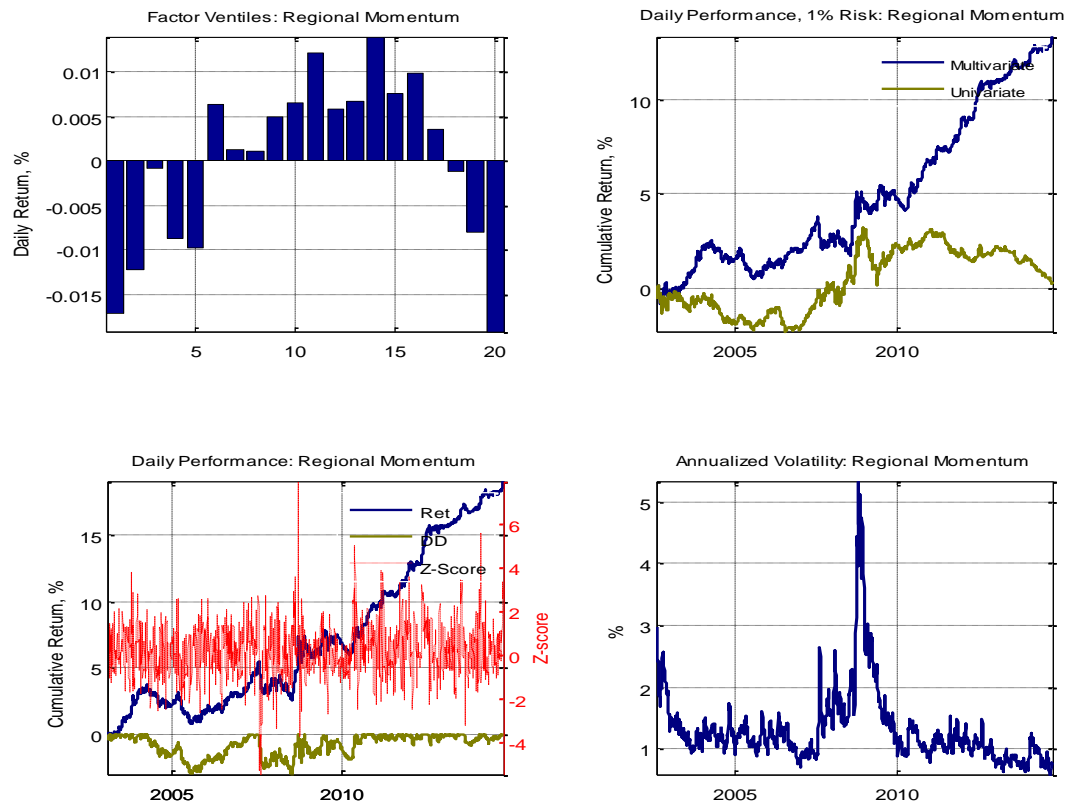 Factor Ventiles: Regional Momentum
Daily Return, %
0.01
0.005
0
-0.005
-0.01
-0.015
5
10
15
20
Daily Performance, 1% Risk: Regional Momentum
Cumulative Return, %
10
5
0
Multivariate
Univariate
2005
2010
Daily Performance: Regional Momentum
Cumulative Return, %
15
10
5
0
Ret
DD
Z-Score
6
4
2
0
-2
-4
Z-score
2005
2010
Annualized Volatility: Regional Momentum
%
5
4
3
2
1
2005
2010